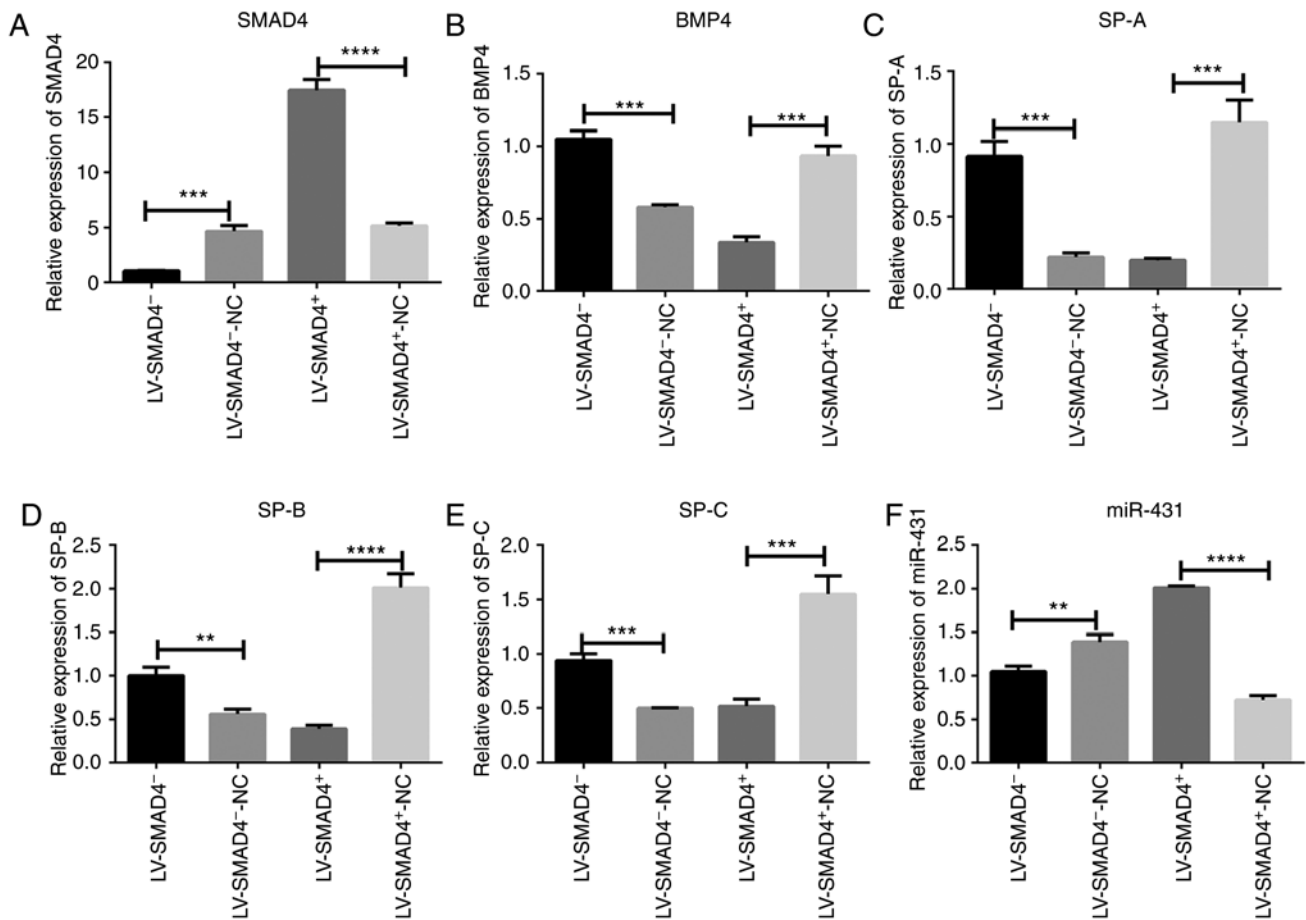 A
SMAD4
Relative expression of SMAD4
20
15
10
5
0
***
****
LV-SMAD4⁻
LV-SMAD4⁻-NC
LV-SMAD4⁺
LV-SMAD4⁺-NC
B
BMP4
Relative expression of BMP4
1.5
1.0
0.5
0.0
***
***
LV-SMAD4⁻
LV-SMAD4⁻-NC
LV-SMAD4⁺
LV-SMAD4⁺-NC
C
SP-A
Relative expression of SP-A
1.5
1.0
0.5
0.0
***
***
LV-SMAD4⁻
LV-SMAD4⁻-NC
LV-SMAD4⁺
LV-SMAD4⁺-NC
D
SP-B
Relative expression of SP-B
2.5
2.0
1.5
1.0
0.5
0.0
**
****
LV-SMAD4⁻
LV-SMAD4⁻-NC
LV-SMAD4⁺
LV-SMAD4⁺-NC
E
SP-C
Relative expression of SP-C
2.0
1.5
1.0
0.5
0.0
***
***
LV-SMAD4⁻
LV-SMAD4⁻-NC
LV-SMAD4⁺
LV-SMAD4⁺-NC
F
miR-431
Relative expression of miR-431
2.5
2.0
1.5
1.0
0.5
0.0
**
****
LV-SMAD4⁻
LV-SMAD4⁻-NC
LV-SMAD4⁺
LV-SMAD4⁺-NC